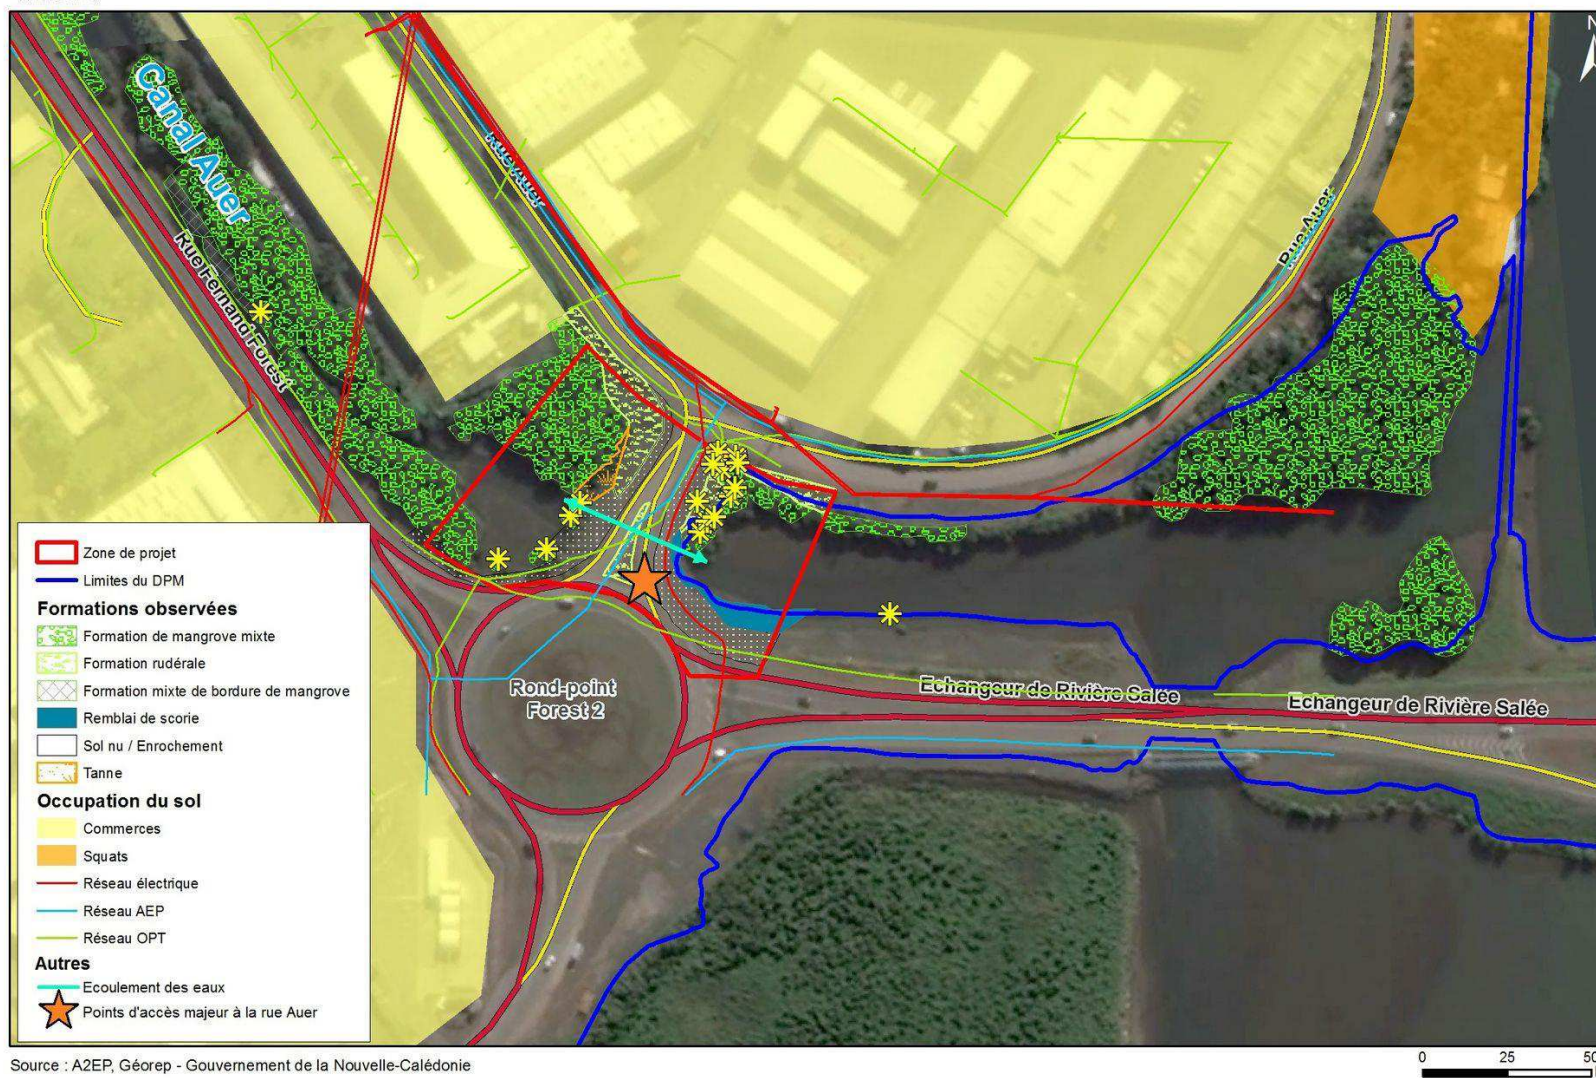 N
Canal Auer
Rue Auer
Rue Auer
Rue Fernand Forest
Zone de projet
Limites du DPM
Formations observées
Formation de mangrove mixte
Formation rudérale
Formation mixte de bordure de mangrove
Remblai de scorie
Sol nu / Enrochement
Tanne
Occupation du sol
Commerces
Squats
Réseau électrique
Réseau AEP
Réseau OPT
Autres
Ecoulement des eaux
Points d'accès majeur à la rue Auer
Rond-point
Forest 2
Echangeur de Rivière Salée
Echangeur de Rivière Salée
Source : A2EP, Géorep - Gouvernement de la Nouvelle-Calédonie
0 25 50